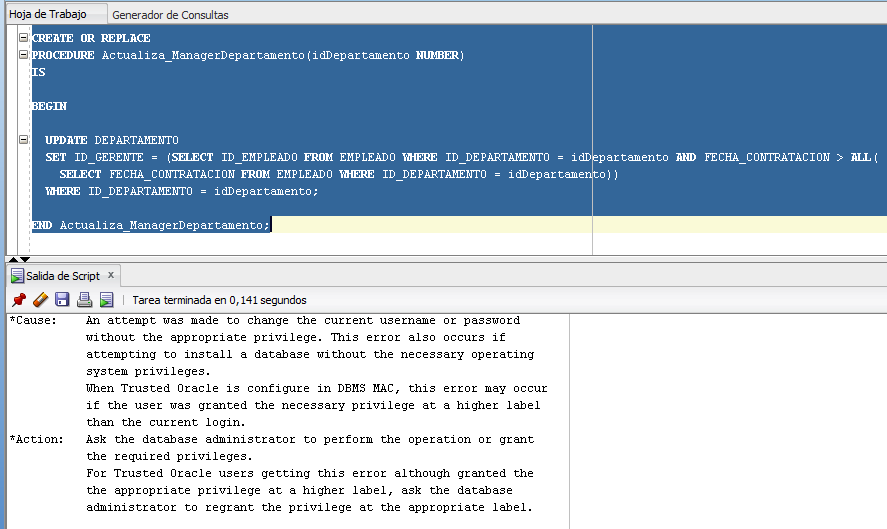 Hoja de Trabajo Generador de Consultas
CREATE OR REPLACE
PROCEDURE Actualiza_ManagerDepartamento(idDepartamento NUMBER)
IS
BEGIN
UPDATE DEPARTAMENTO
SET ID_GERENTE = (SELECT ID_EMPLEADO FROM EMPLEADO WHERE ID_DEPARTAMENTO = idDepartamento AND FECHA_CONTRATACION > ALL(
SELECT FECHA_CONTRATACION FROM EMPLEADO WHERE ID_DEPARTAMENTO = idDepartamento))
WHERE ID_DEPARTAMENTO = idDepartamento;
END Actualiza_ManagerDepartamento;
Salida de Script x
Tarea terminada en 0,141 segundos
*Cause: An attempt was made to change the current username or password
without the appropriate privilege. This error also occurs if
attempting to install a database without the necessary operating
system privileges.
When Trusted Oracle is configure in DBMS MAC, this error may occur
if the user was granted the necessary privilege at a higher label
than the current login.
*Action: Ask the database administrator to perform the operation or grant
the required privileges.
For Trusted Oracle users getting this error although granted the
the appropriate privilege at a higher label, ask the database
administrator to regrant the privilege at the appropriate label.